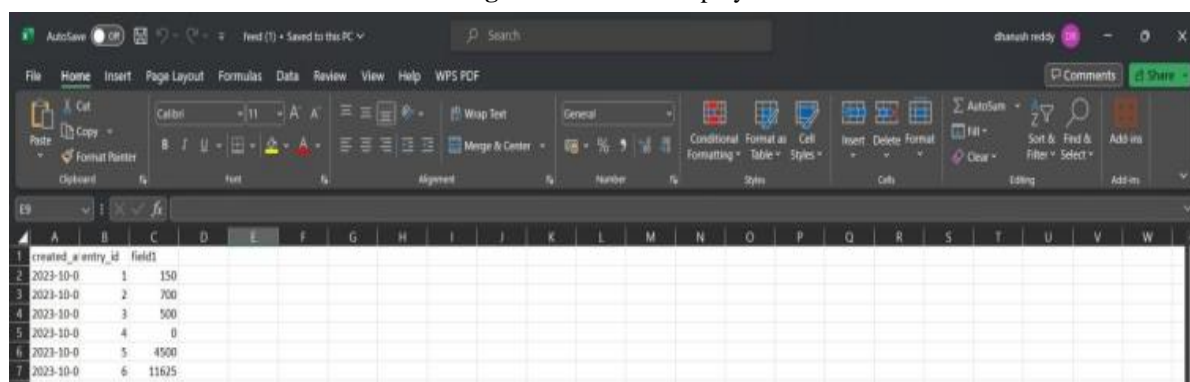 AutoSave Off feed (1) • Saved to this PC Search dhanush reddy DR
File Home Insert Page Layout Formulas Data Review View Help WPS PDF Comments Share
Cut Calibri 11 A A Wrap Text General AutoSum
Copy Fill
Paste Conditional Format as Cell Insert Delete Format Sort & Find & Add-ins
Format Painter B I U A Merge & Center % Formatting Table Styles Clear Filter Select
Clipboard Font Alignment Number Styles Cells Editing Add-ins
E9 fx
A B C D E F G H I J K L M N O P Q R S T U V W
1 created_a entry_id field1
2 2023-10-0 1 150
3 2023-10-0 2 700
4 2023-10-0 3 500
5 2023-10-0 4 0
6 2023-10-0 5 4500
7 2023-10-0 6 11625